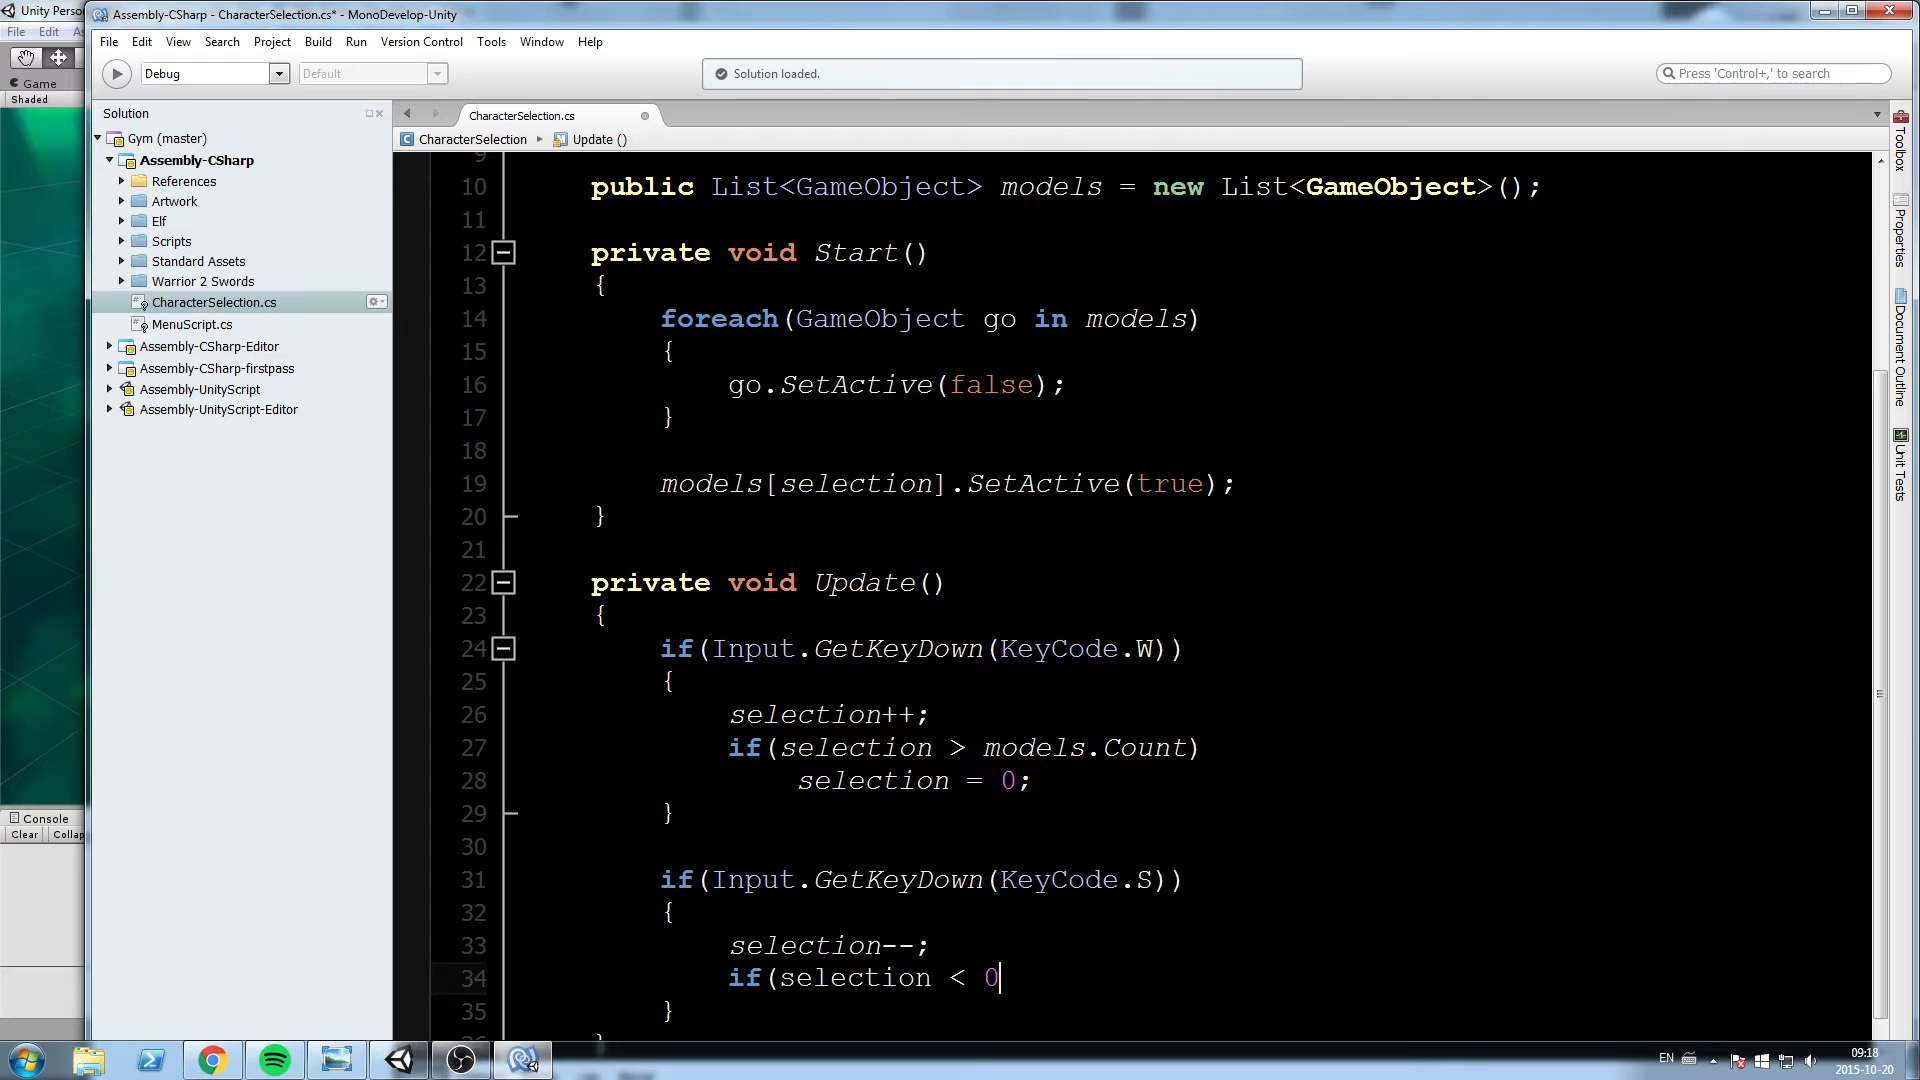 Unity Perso
Assembly-CSharp - CharacterSelection.cs* - MonoDevelop-Unity
File Edit As
File Edit View Search Project Build Run Version Control Tools Window Help
Debug
Default
Solution loaded.
Press 'Control+,' to search
Game
Shaded
Solution
CharacterSelection.cs
Gym (master)
CharacterSelection
Update ()
Assembly-CSharp
References
Artwork
Elf
Scripts
Standard Assets
Warrior 2 Swords
CharacterSelection.cs
MenuScript.cs
Assembly-CSharp-Editor
Assembly-CSharp-firstpass
Assembly-UnityScript
Assembly-UnityScript-Editor
Console
Clear Collap
9
10 public List<GameObject> models = new List<GameObject>();
11
12 private void Start()
13 {
14 foreach(GameObject go in models)
15 {
16 go.SetActive(false);
17 }
18
19 models[selection].SetActive(true);
20 }
21
22 private void Update()
23 {
24 if(Input.GetKeyDown(KeyCode.W))
25 {
26 selection++;
27 if(selection > models.Count)
28 selection = 0;
29 }
30
31 if(Input.GetKeyDown(KeyCode.S))
32 {
33 selection--;
34 if(selection < 0
35 }
Toolbox
Properties
Document Outline
Unit Tests
EN
09:18
2015-10-20